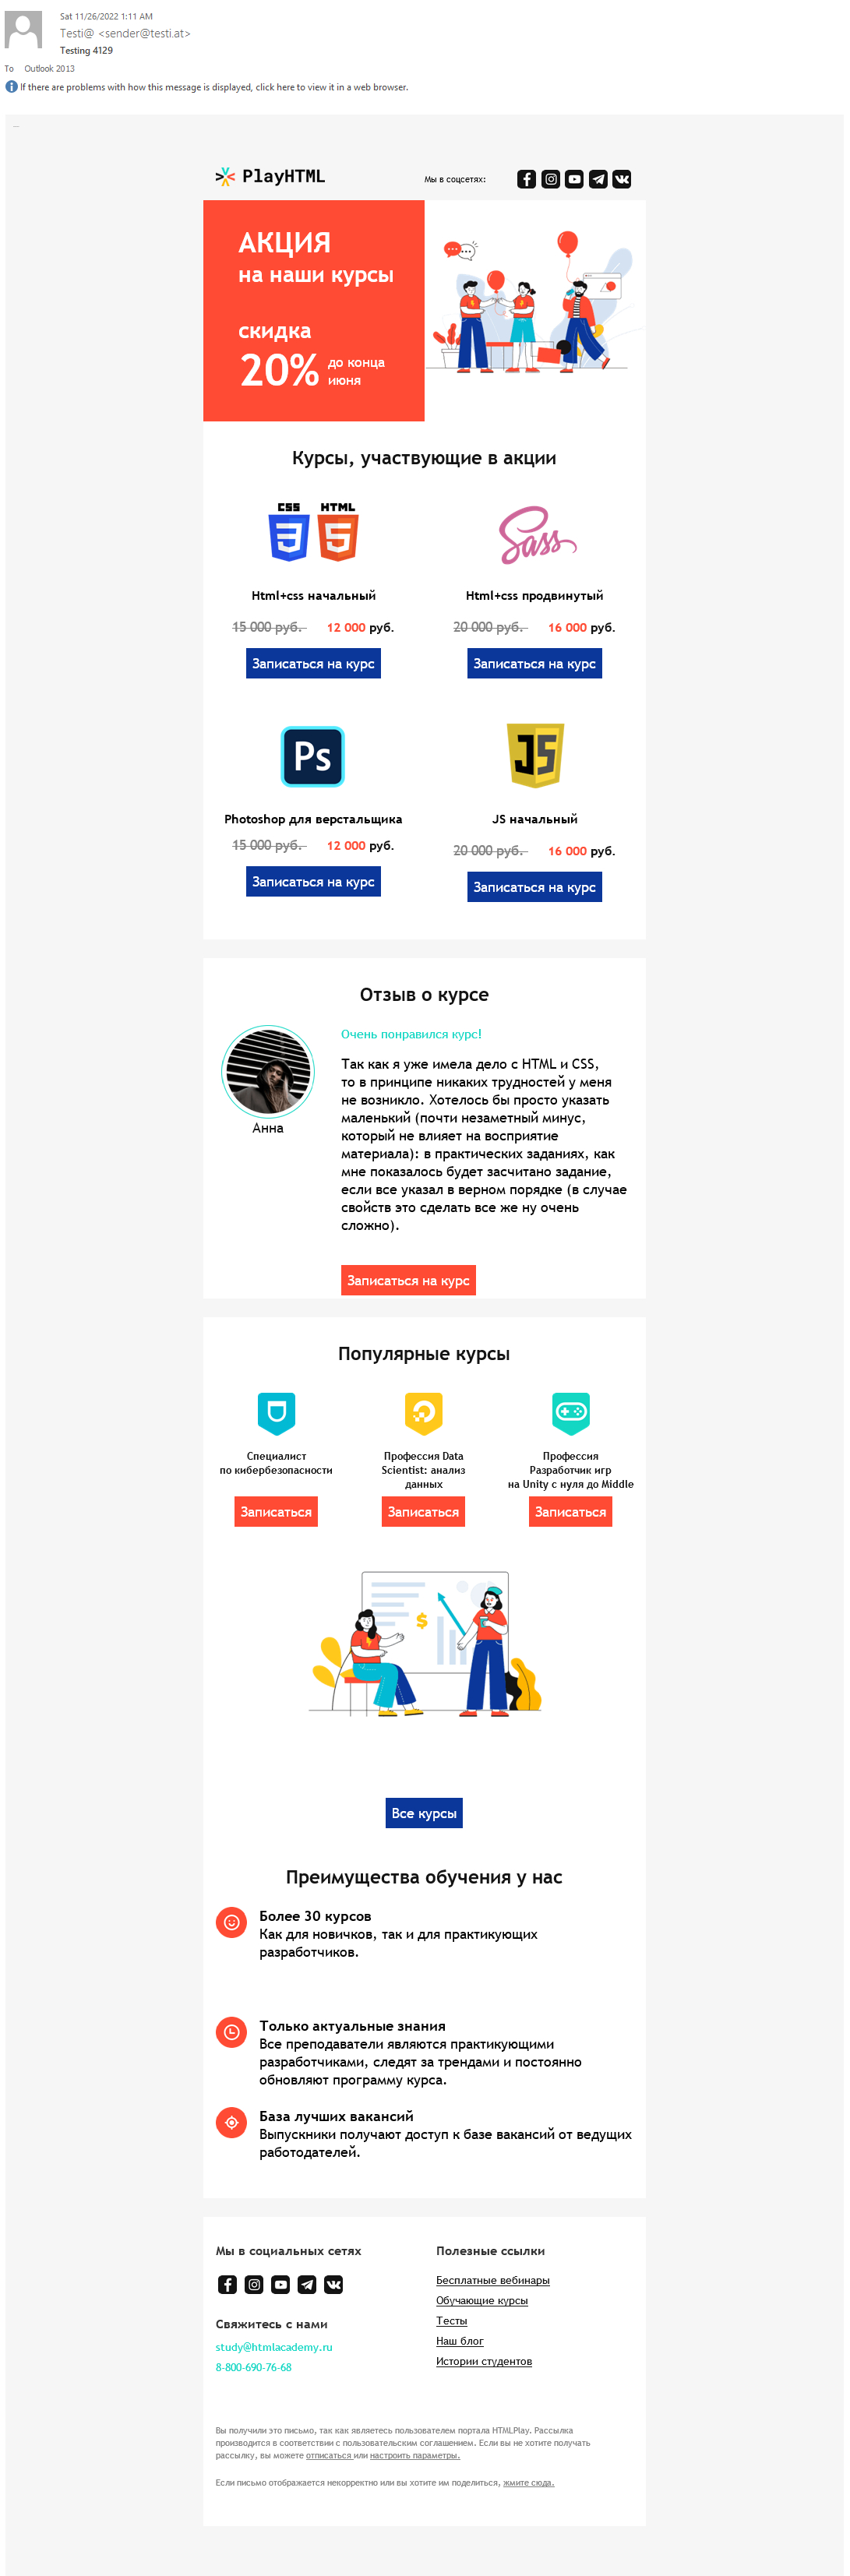 Sat 11/26/2022 1:11 AM
Testi@ <sender@testi.at>
Testing 4129
To Outlook 2013
If there are problems with how this message is displayed, click here to view it in a web browser.
PlayHTML
Мы в соцсетях:
АКЦИЯ
на наши курсы
скидка
20% до конца
июня
Курсы, участвующие в акции
CSS HTML
Sass
Html+css начальный
Html+css продвинутый
15 000 руб. 12 000 руб.
20 000 руб. 16 000 руб.
Записаться на курс
Записаться на курс
Ps
JS
Photoshop для верстальщика
JS начальный
15 000 руб. 12 000 руб.
20 000 руб. 16 000 руб.
Записаться на курс
Записаться на курс
Отзыв о курсе
Анна
Очень понравился курс!
Так как я уже имела дело с HTML и CSS,
то в принципе никаких трудностей у меня
не возникло. Хотелось бы просто указать
маленький (почти незаметный минус,
который не влияет на восприятие
материала): в практических заданиях, как
мне показалось будет засчитано задание,
если все указал в верном порядке (в случае
свойств это сделать все же ну очень
сложно).
Записаться на курс
Популярные курсы
Специалист
по кибербезопасности
Записаться
Профессия Data
Scientist: анализ
данных
Записаться
Профессия
Разработчик игр
на Unity с нуля до Middle
Записаться
$
Все курсы
Преимущества обучения у нас
Более 30 курсов
Как для новичков, так и для практикующих
разработчиков.
Только актуальные знания
Все преподаватели являются практикующими
разработчиками, следят за трендами и постоянно
обновляют программу курса.
База лучших вакансий
Выпускники получают доступ к базе вакансий от ведущих
работодателей.
Мы в социальных сетях
Свяжитесь с нами
study@htmlacademy.ru
8-800-690-76-68
Полезные ссылки
Бесплатные вебинары
Обучающие курсы
Тесты
Наш блог
Истории студентов
Вы получили это письмо, так как являетесь пользователем портала HTMLPlay. Рассылка
производится в соответствии с пользовательским соглашением. Если вы не хотите получать
рассылку, вы можете отписаться или настроить параметры.
Если письмо отображается некорректно или вы хотите им поделиться, жмите сюда.